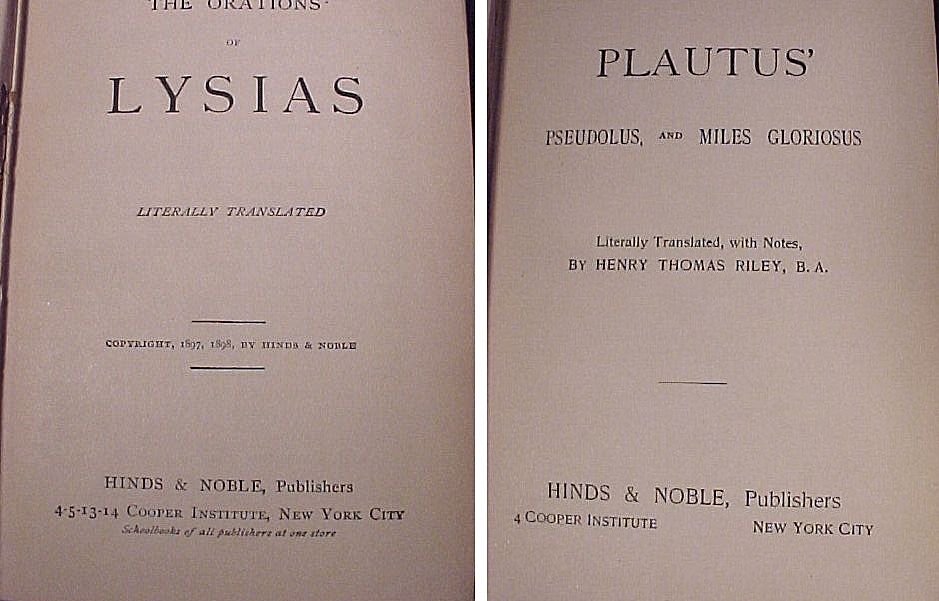 THE ORATIONS
OF
LYSIAS
LITERALLY TRANSLATED
COPYRIGHT, 1897, 1898, BY HINDS & NOBLE
HINDS & NOBLE, Publishers
4-5-13-14 COOPER INSTITUTE, NEW YORK CITY
Schoolbooks of all publishers at one store
PLAUTUS'
PSEUDOLUS, AND MILES GLORIOSUS
Literally Translated, with Notes,
BY HENRY THOMAS RILEY, B. A.
HINDS & NOBLE, Publishers
4 COOPER INSTITUTE NEW YORK CITY